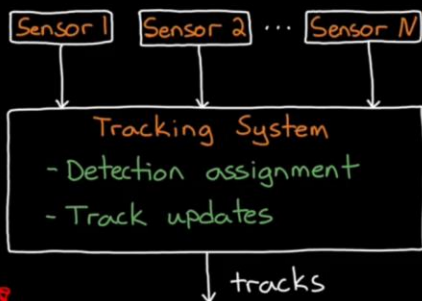 Sensor 1 Sensor 2 ... Sensor N
Tracking System
- Detection assignment
- Track updates
tracks